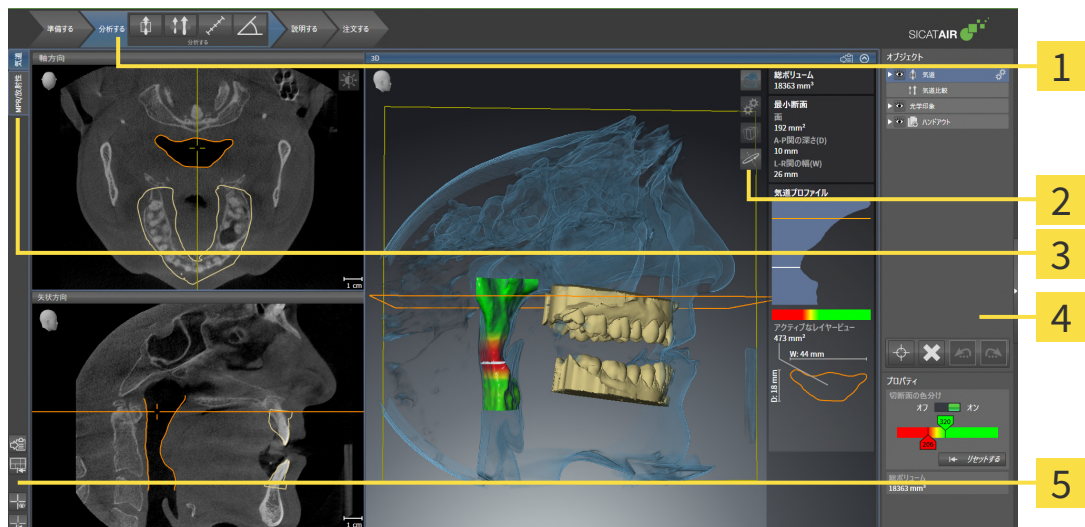 準備する
分析する
分析する
説明する
注文する
SICATAIR
気道
MPR/放射性
軸方向
1 cm
矢状方向
1 cm
3D
総ボリューム
18363 mm³
最小断面
面
192 mm²
A-P間の深さ(D)
10 mm
L-R間の幅(W)
26 mm
気道プロファイル
アクティブなレイヤービュー
473 mm²
W: 44 mm
D: 18 mm
オブジェクト
気道
気道比較
光学印象
ハンドアウト
プロパティ
切断面の色分け
オフ
オン
320
200
リセットする
総ボリューム
18363 mm³
1
2
3
4
5